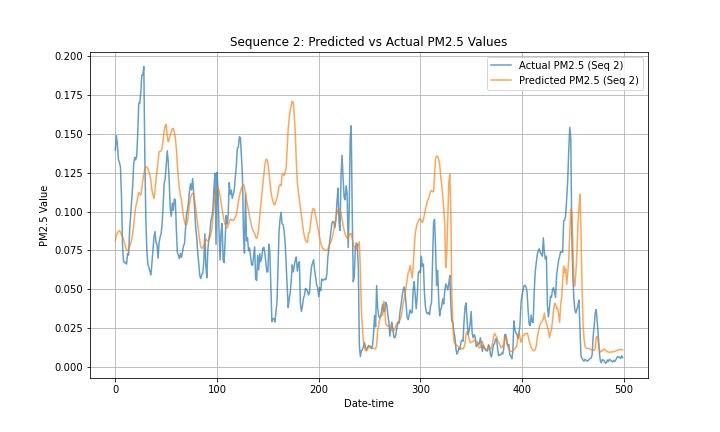 Sequence 2: Predicted vs Actual PM2.5 Values
Actual PM2.5 (Seq 2)
Predicted PM2.5 (Seq 2)
PM2.5 Value
0.200
0.175
0.150
0.125
0.100
0.075
0.050
0.025
0.000
0 100 200 300 400 500
Date-time